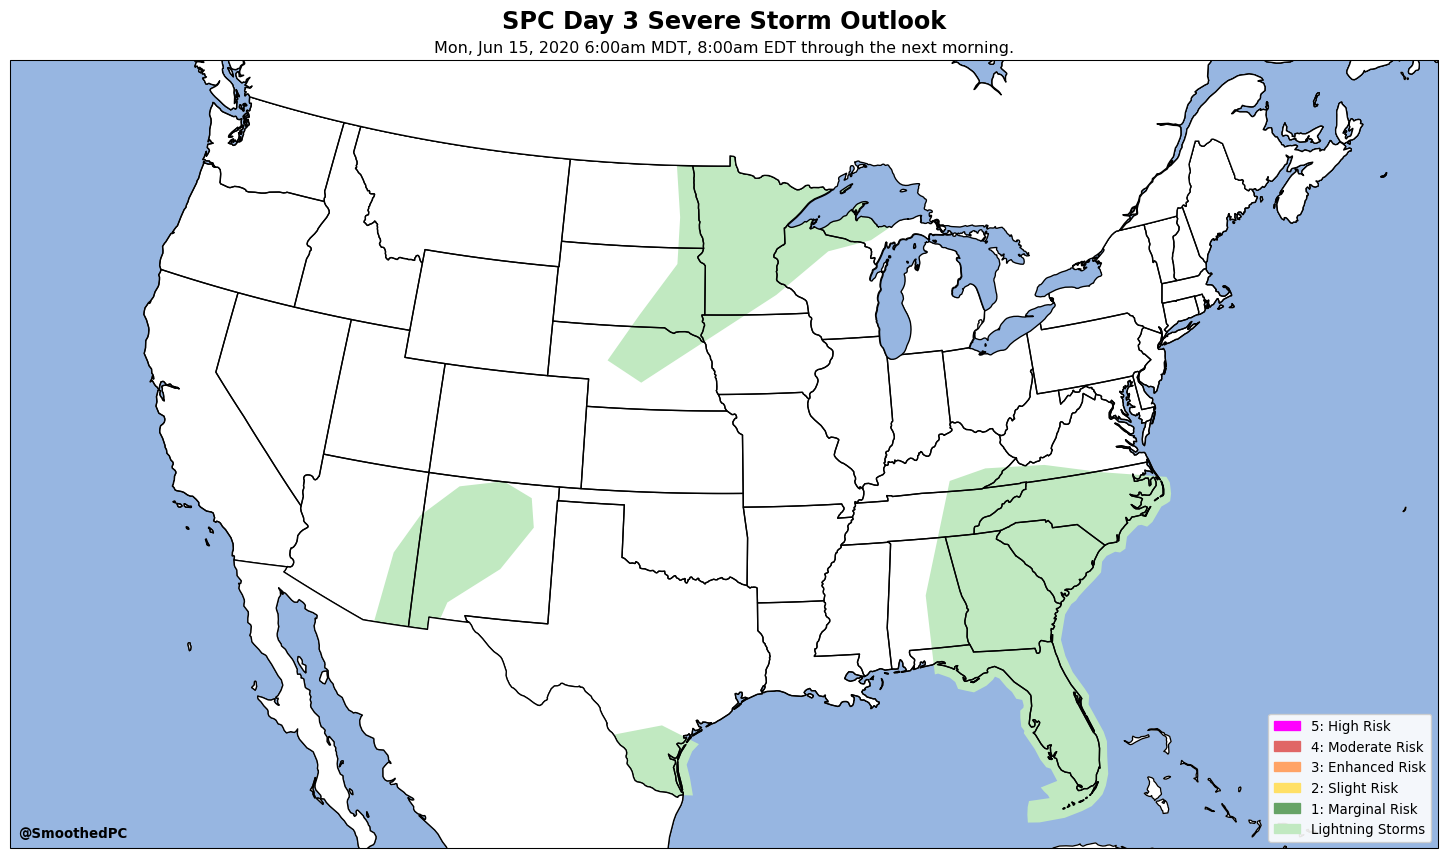 SPC Day 3 Severe Storm Outlook
Mon, Jun 15, 2020 6:00am MDT, 8:00am EDT through the next morning.
5: High Risk
4: Moderate Risk
3: Enhanced Risk
2: Slight Risk
1: Marginal Risk
Lightning Storms
@SmoothedPC